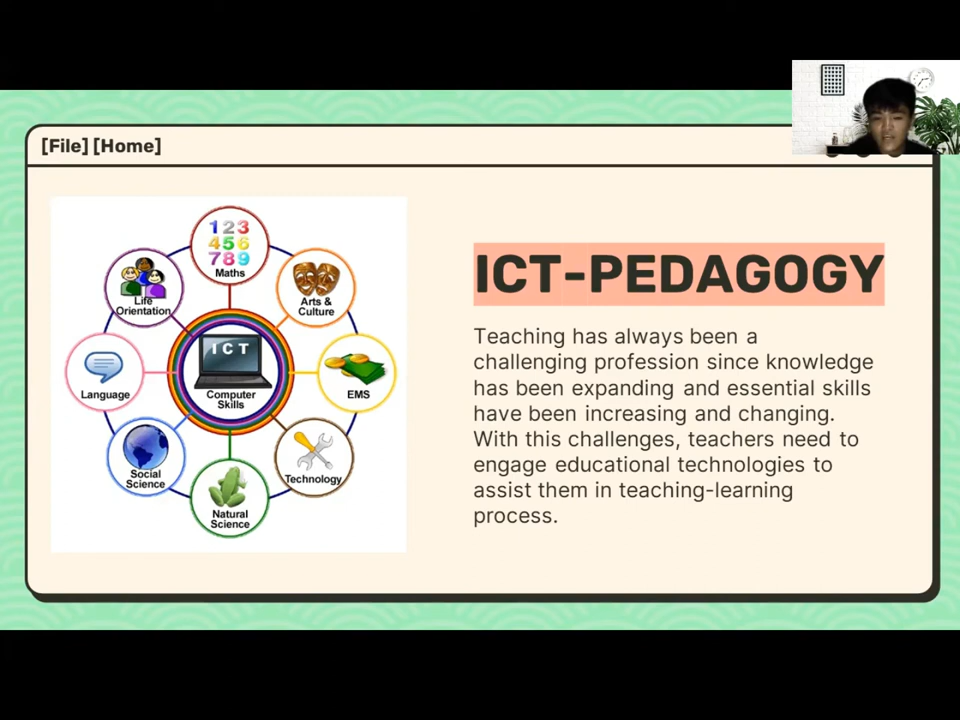 [File] [Home]
1 2 3
4 5 6
7 8 9
Maths
Life
Orientation
Arts &
Culture
Language
I C T
Computer
Skills
EMS
Social
Science
Technology
Natural
Science
ICT-PEDAGOGY
Teaching has always been a
challenging profession since knowledge
has been expanding and essential skills
have been increasing and changing.
With this challenges, teachers need to
engage educational technologies to
assist them in teaching-learning
process.